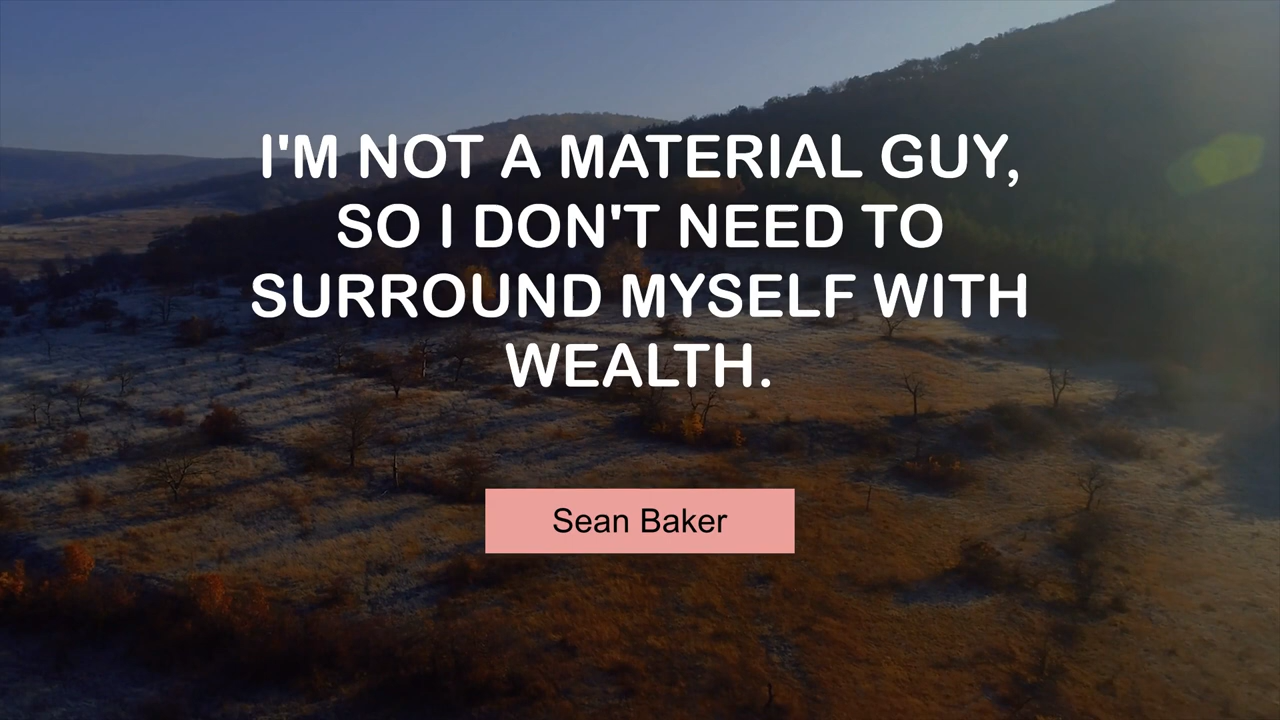 I'M NOT A MATERIAL GUY,
SO I DON'T NEED TO
SURROUND MYSELF WITH
WEALTH.
Sean Baker